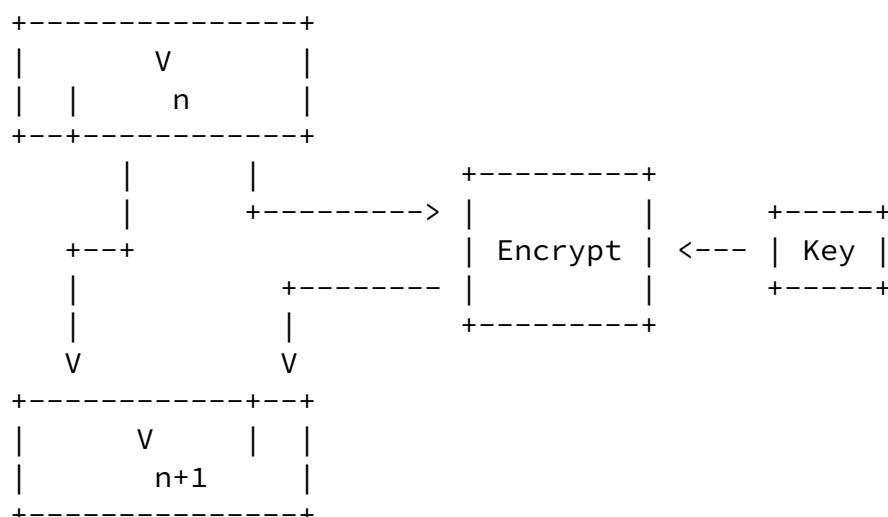 +---------------+
|       V       |
|  |     n      |
+--+------------+
      |      |           +---------+
      |      +---------> |         |      +-----+
   +--+                  | Encrypt | <--- | Key |
   |           +-------- |         |      +-----+
   |           |         +---------+
   V           V
+------------+--+
|      V     |  |
|       n+1     |
+---------------+